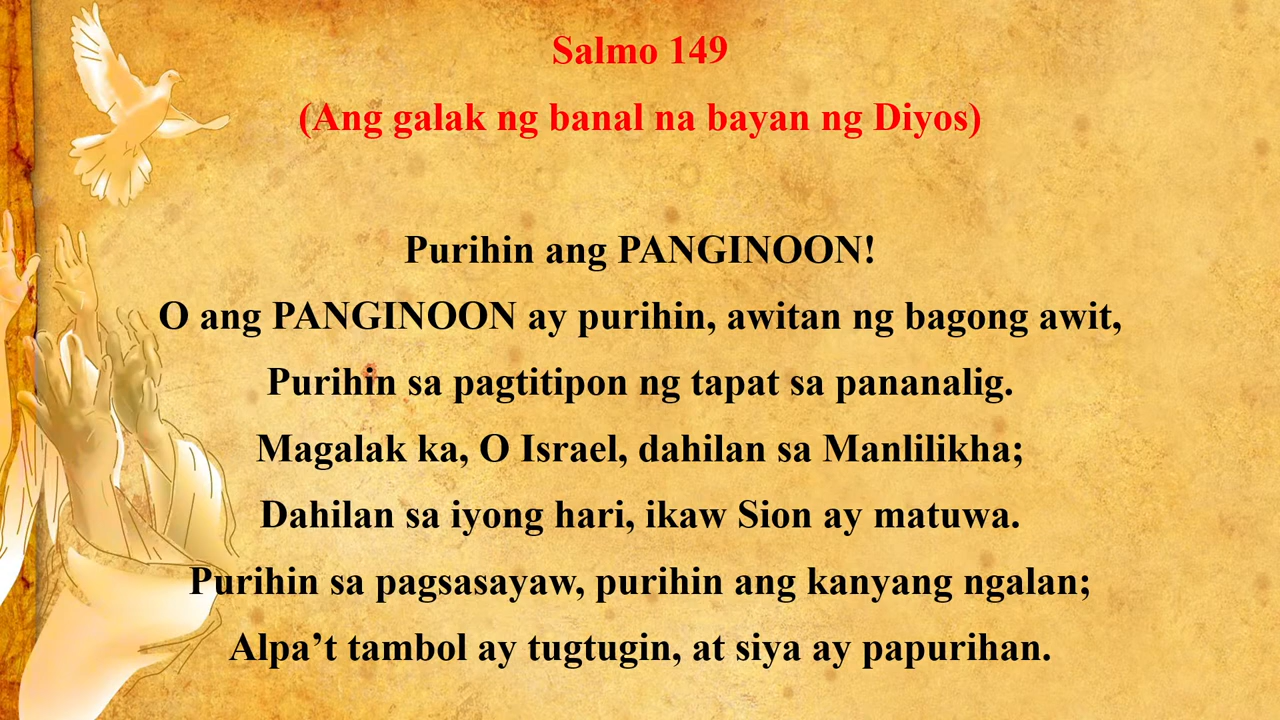 Salmo 149
(Ang galak ng banal na bayan ng Diyos)
Purihin ang PANGINOON!
O ang PANGINOON ay purihin, awitan ng bagong awit,
Purihin sa pagtitipon ng tapat sa pananalig.
Magalak ka, O Israel, dahilan sa Manlilikha;
Dahilan sa iyong hari, ikaw Sion ay matuwa.
Purihin sa pagsasayaw, purihin ang kanyang ngalan;
Alpa’t tambol ay tugtugin, at siya ay papurihan.